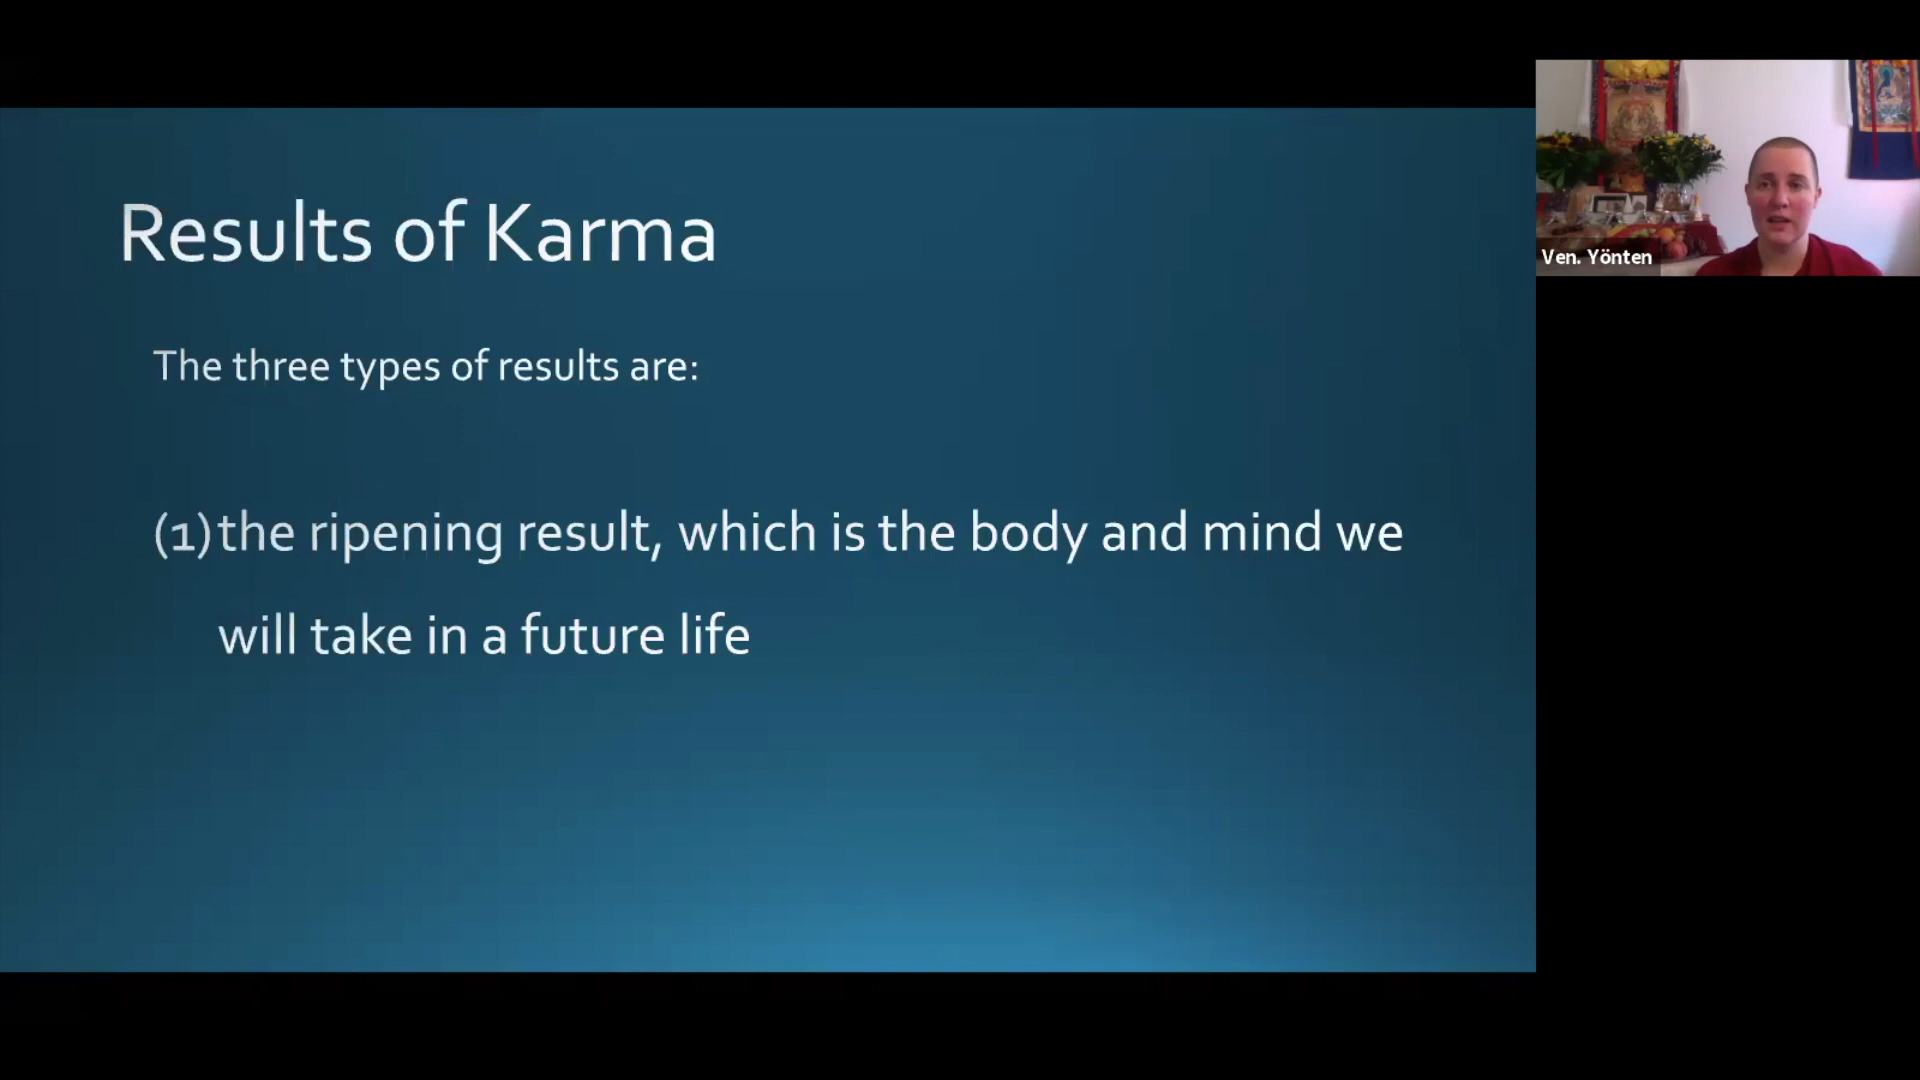 Results of Karma
The three types of results are:
(1) the ripening result, which is the body and mind we
will take in a future life
Ven. Yönten